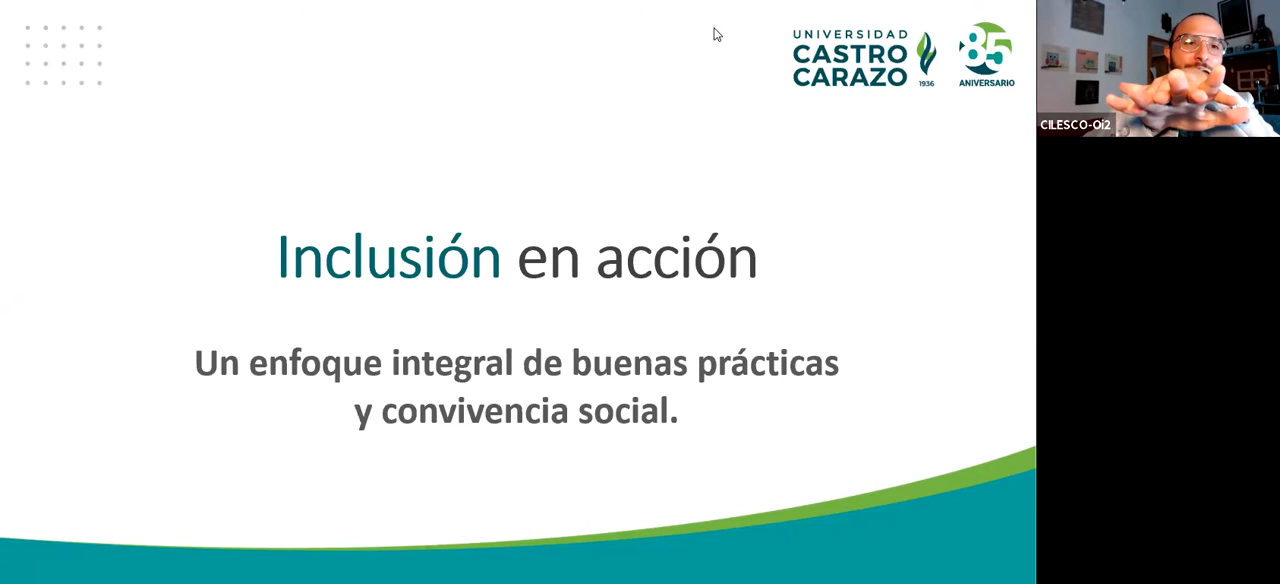 UNIVERSIDAD
CASTRO
CARAZO
1936
85
ANIVERSARIO
CILESCO-Oi2
Inclusión en acción
Un enfoque integral de buenas prácticas
y convivencia social.